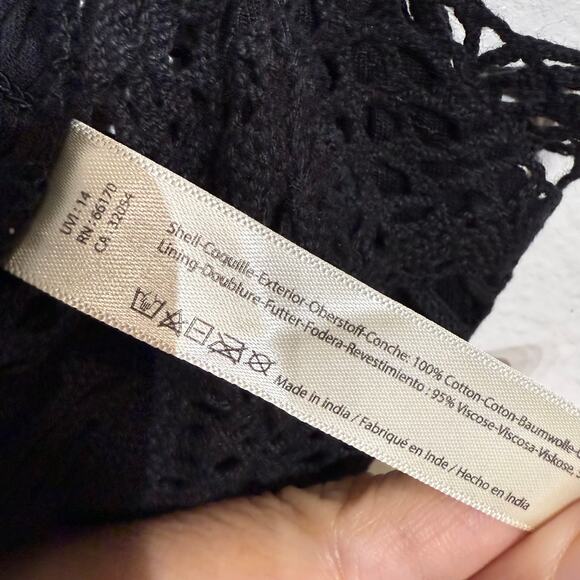 UVI : 14
RN : 66170
CA : 32054
Shell-Coquille-Exterior-Oberstoff-Conche: 100% Cotton-Coton-Baumwolle-
Lining-Doublure-Futter-Fodera-Revestimiento : 95% Viscose-Viscosa-Viskose,
Made in India / Fabriqué en Inde / Hecho en India